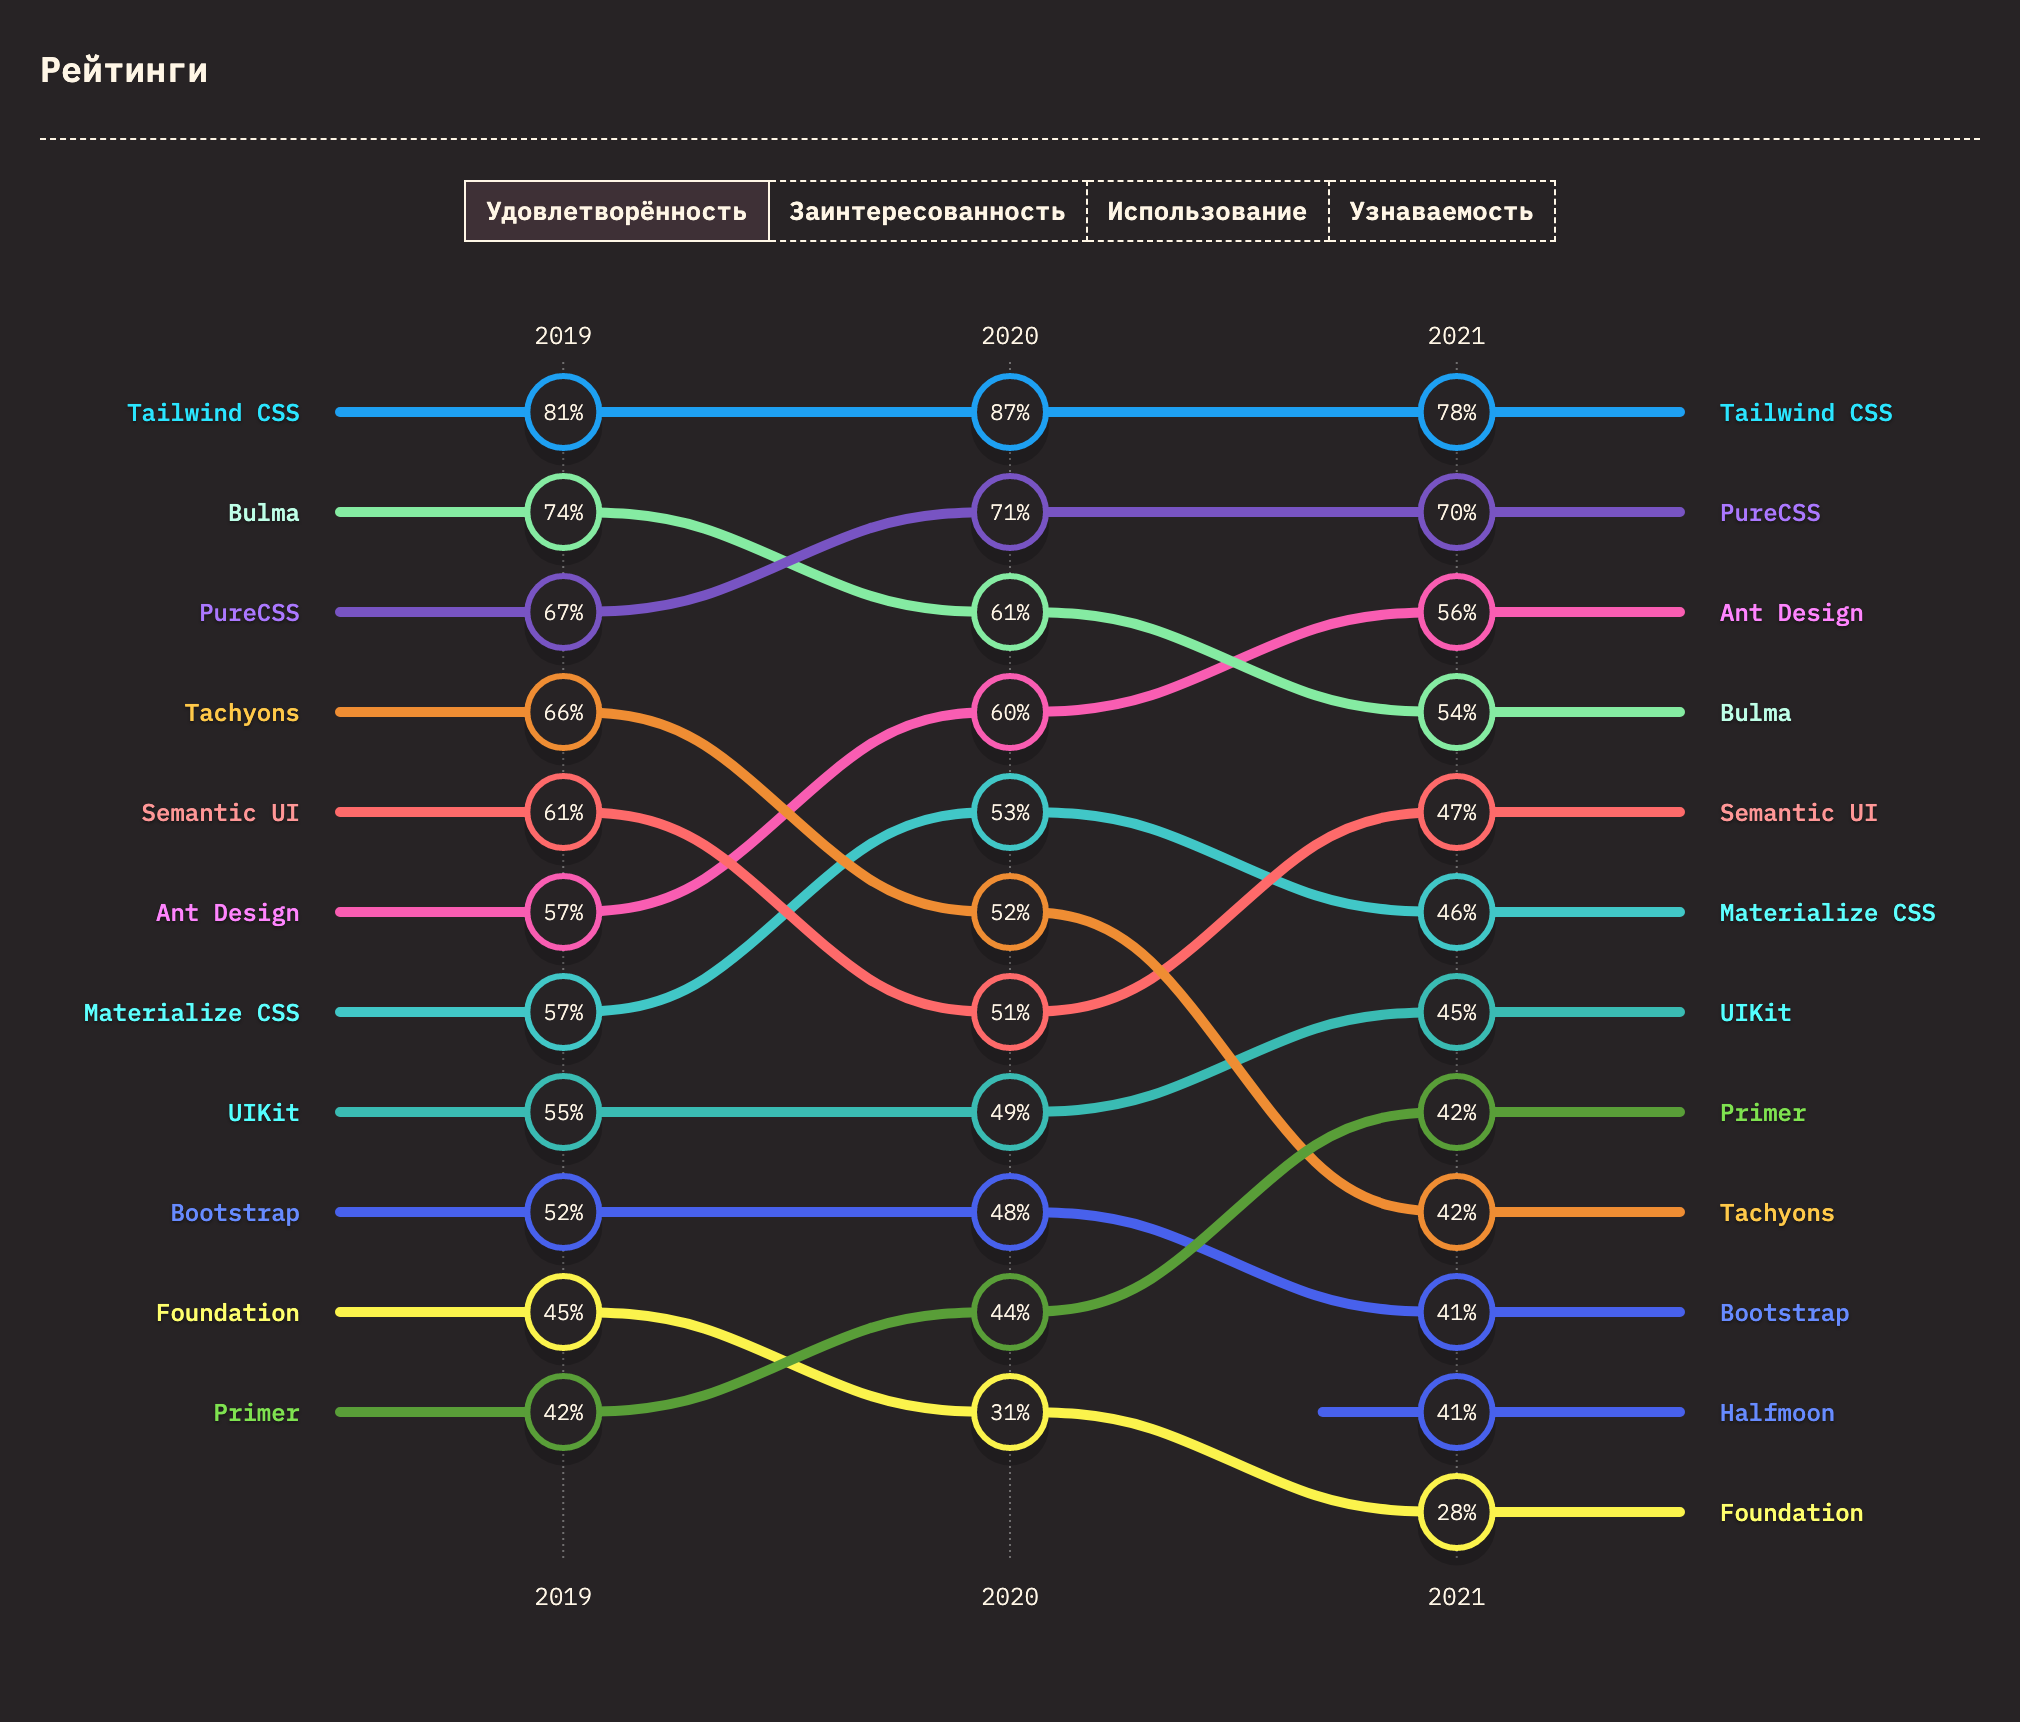 Рейтинги
Удовлетворённость Заинтересованность Использование Узнаваемость
2019 2020 2021
Tailwind CSS 81% 87% 78% Tailwind CSS
Bulma 74% 71% 70% PureCSS
PureCSS 67% 61% 56% Ant Design
Tachyons 66% 60% 54% Bulma
Semantic UI 61% 53% 47% Semantic UI
Ant Design 57% 52% 46% Materialize CSS
Materialize CSS 57% 51% 45% UIKit
UIKit 55% 49% 42% Primer
Bootstrap 52% 48% 42% Tachyons
Foundation 45% 44% 41% Bootstrap
Primer 42% 31% 41% Halfmoon
28% Foundation
2019 2020 2021